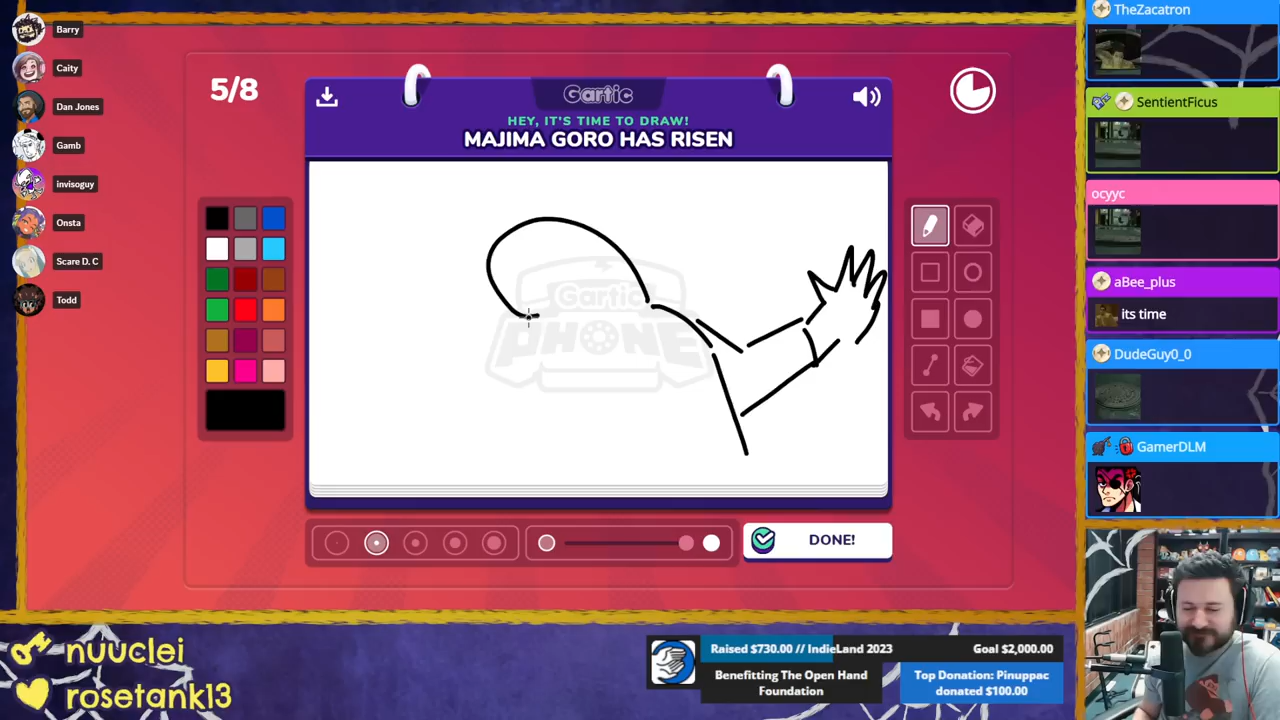 Barry
Caity
Dan Jones
Gamb
invisoguy
Onsta
Scare D. C
Todd
5/8
Gartic
HEY, IT'S TIME TO DRAW!
MAJIMA GORO HAS RISEN
Gartic
PHONE
DONE!
TheZacatron
SentientFicus
ocyyc
aBee_plus
its time
DudeGuy0_0
GamerDLM
nuuclei
rosetank13
Raised $730.00 // IndieLand 2023 Goal $2,000.00
Benefitting The Open Hand
Foundation
Top Donation: Pinuppac
donated $100.00